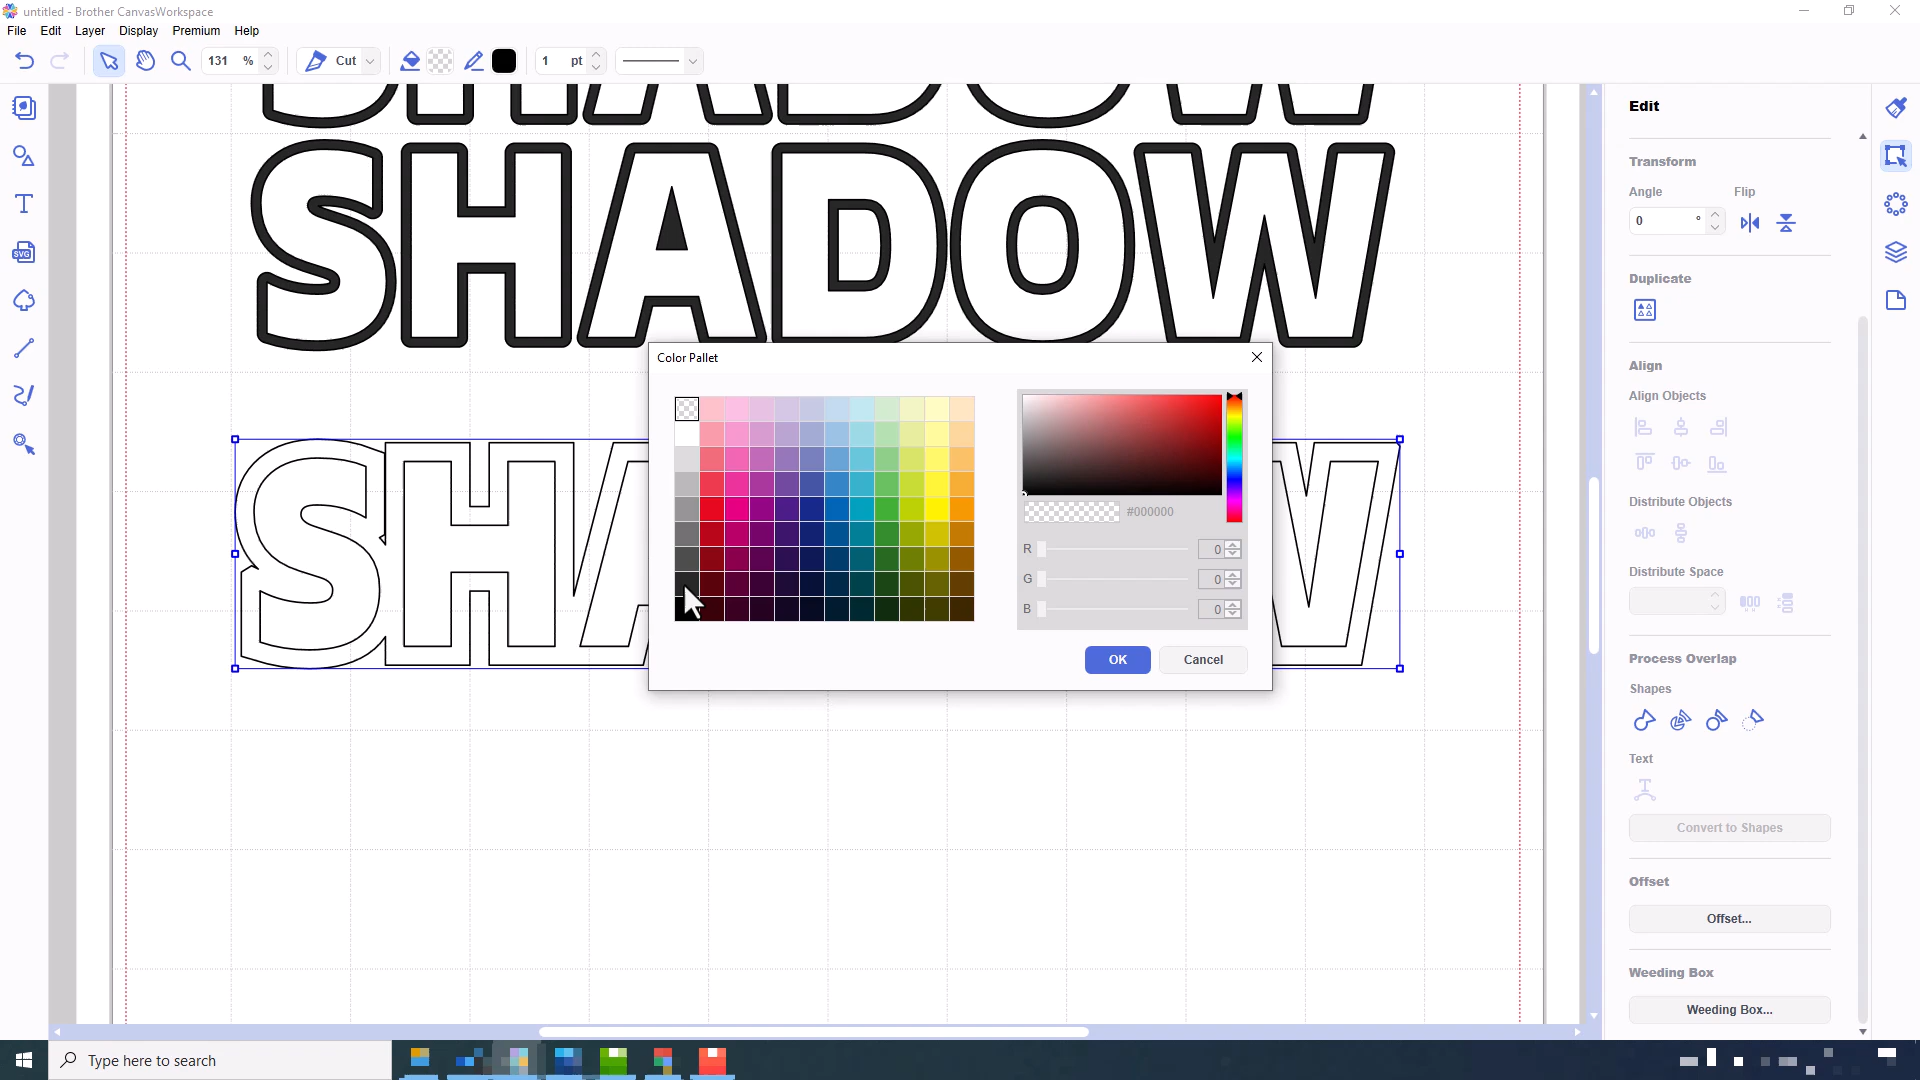 untitled - Brother CanvasWorkspace
File Edit Layer Display Premium Help
131 % Cut 1 pt
SHADOW
SHADOW
Edit
Transform
Angle Flip
0 °
Duplicate
Align
Align Objects
Distribute Objects
Distribute Space
Process Overlap
Shapes
Text
Convert to Shapes
Offset
Offset...
Weeding Box
Weeding Box...
SVG
Color Pallet
#000000
R 0
G 0
B 0
OK Cancel
Type here to search